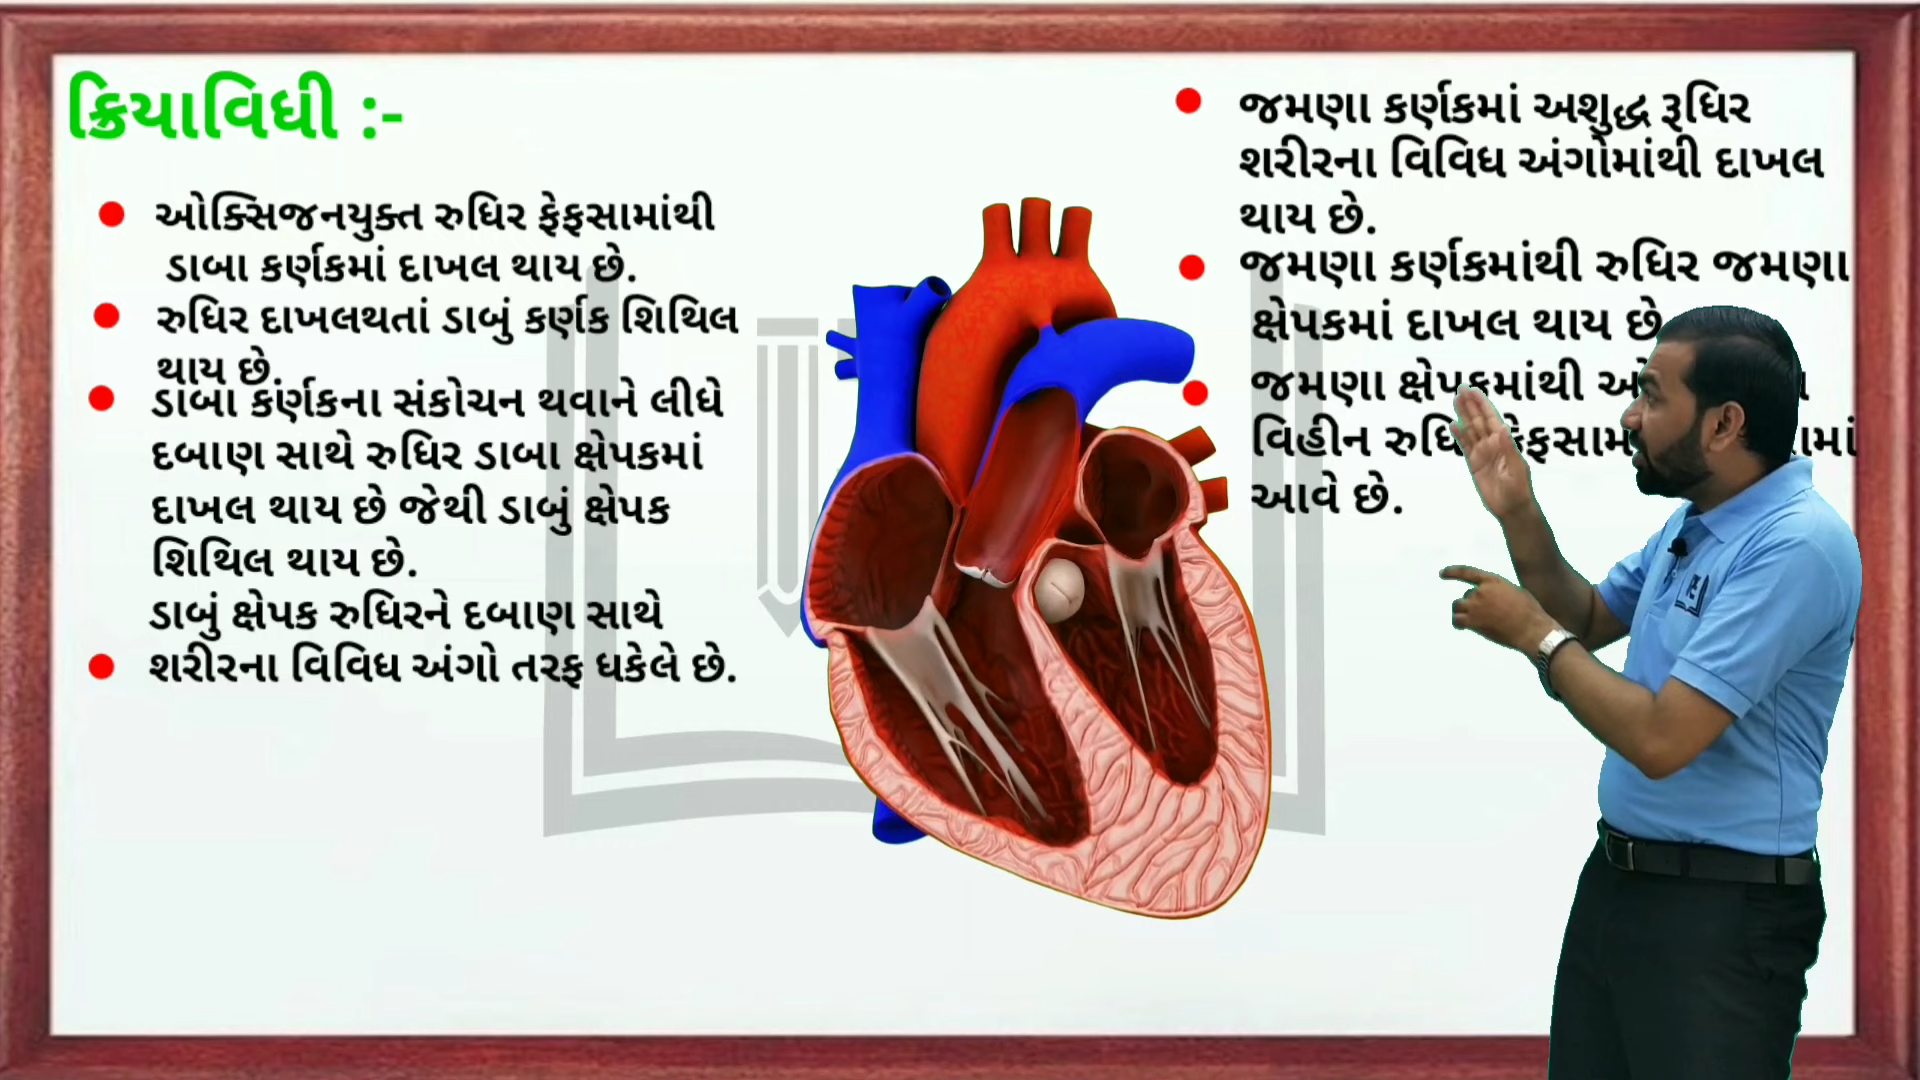 ક્રિયાવિધી :-
ઓક્સિજનયુક્ત રુધિર ફેફસામાંથી
ડાબા કર્ણકમાં દાખલ થાય છે.
રુધિર દાખલથતાં ડાબું કર્ણક શિથિલ
થાય છે.
ડાબા કર્ણકના સંકોચન થવાને લીધે
દબાણ સાથે રુધિર ડાબા ક્ષેપકમાં
દાખલ થાય છે જેથી ડાબું ક્ષેપક
શિથિલ થાય છે.
ડાબું ક્ષેપક રુધિરને દબાણ સાથે
શરીરના વિવિધ અંગો તરફ ધકેલે છે.
જમણા કર્ણકમાં અશુદ્ધ રૂધિર
શરીરના વિવિધ અંગોમાંથી દાખલ
થાય છે.
જમણા કર્ણકમાંથી રુધિર જમણા
ક્ષેપકમાં દાખલ થાય છે
જમણા ક્ષેપકમાંથી
વિહીન
આવે છે.